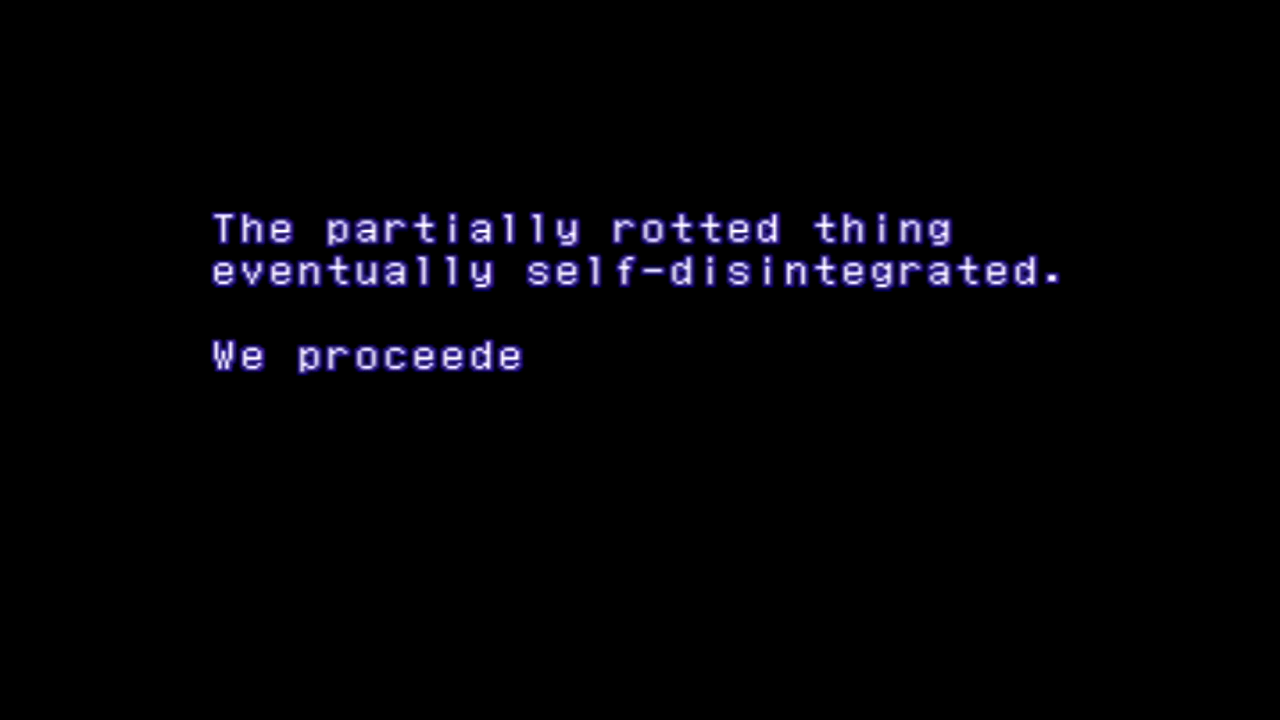 The partially rotted thing
eventually self-disintegrated.
We proceede